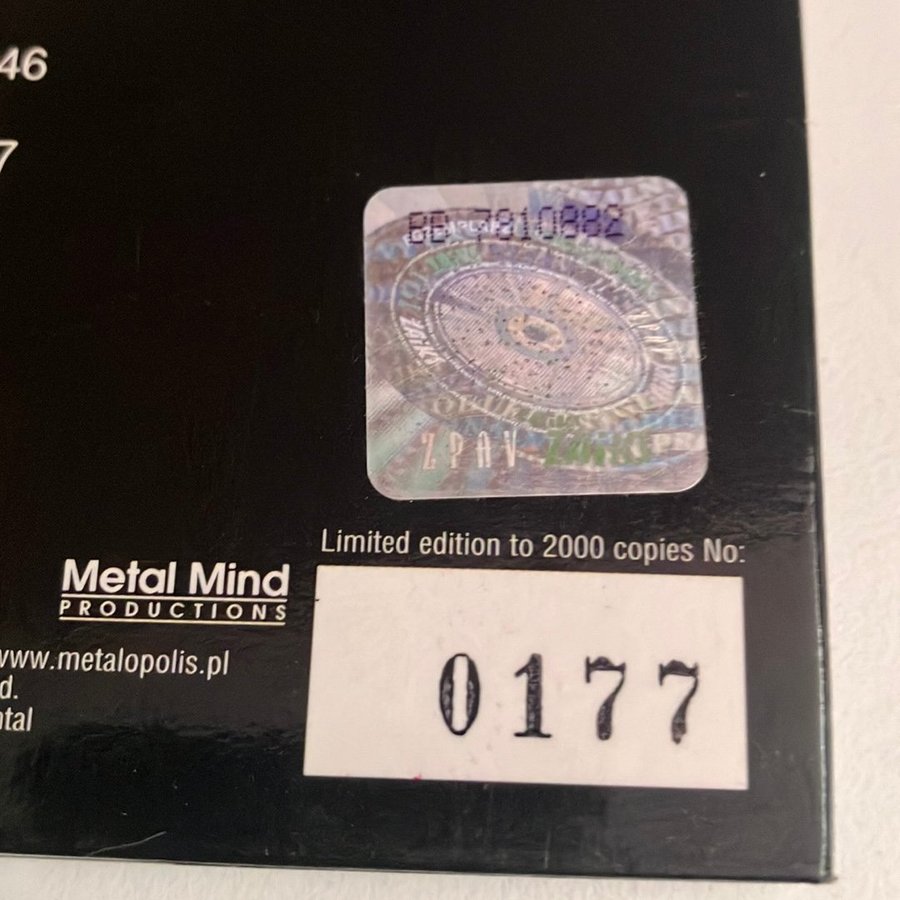 46
7
BB 7810882
ZPAV
Limited edition to 2000 copies No:
Metal Mind
PRODUCTIONS
0177
www.metalopolis.pl
d.
ntal